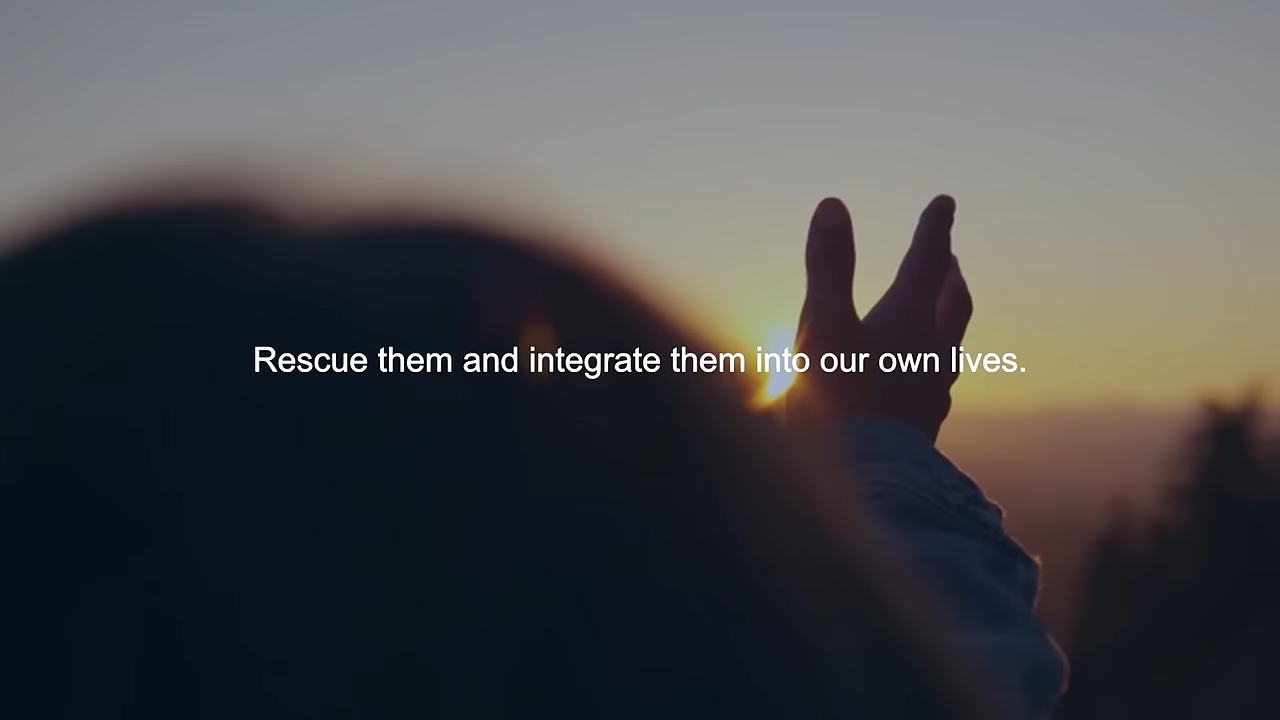 Rescue them and integrate them into our own lives.